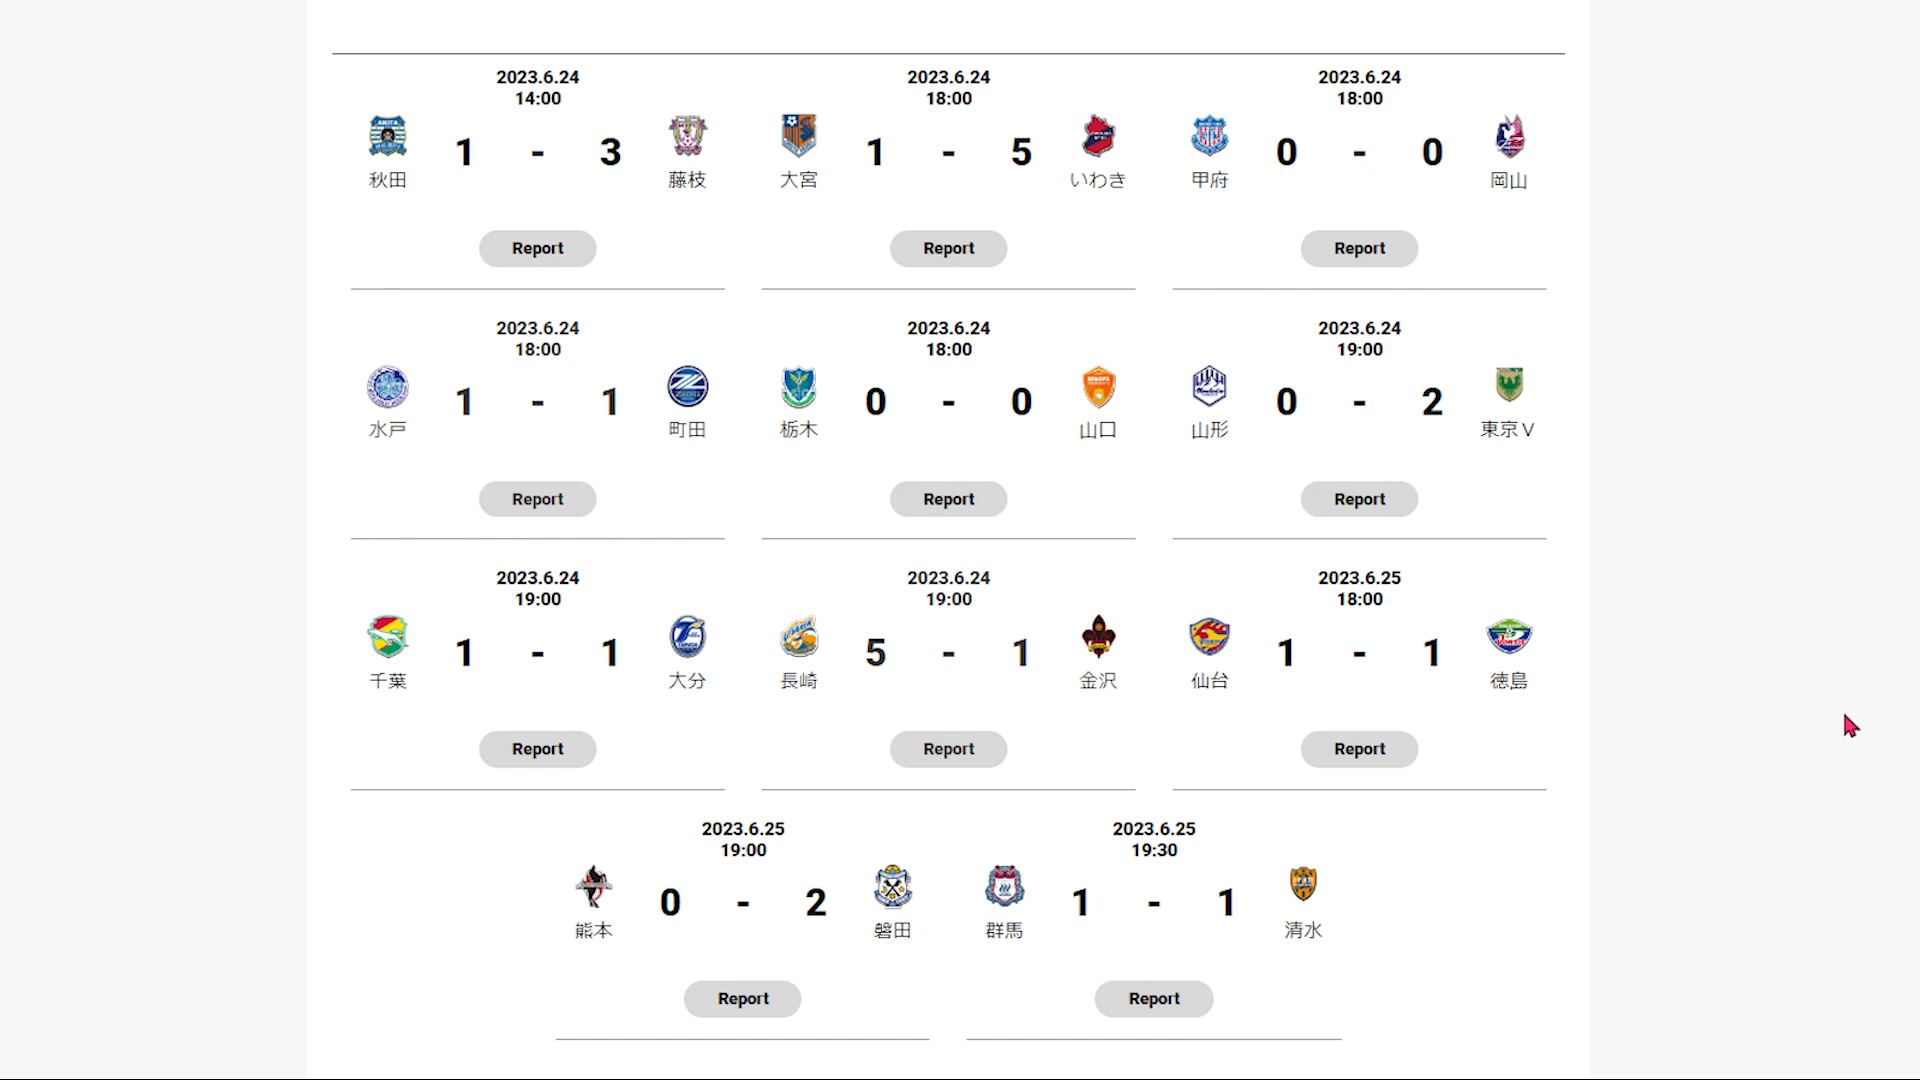 2023.6.24
14:00
秋田 1 - 3 藤枝
Report
2023.6.24
18:00
大宮 1 - 5 いわき
Report
2023.6.24
18:00
甲府 0 - 0 岡山
Report
2023.6.24
18:00
水戸 1 - 1 町田
Report
2023.6.24
18:00
栃木 0 - 0 山口
Report
2023.6.24
19:00
山形 0 - 2 東京V
Report
2023.6.24
19:00
千葉 1 - 1 大分
Report
2023.6.24
19:00
長崎 5 - 1 金沢
Report
2023.6.25
18:00
仙台 1 - 1 徳島
Report
2023.6.25
19:00
熊本 0 - 2 磐田
Report
2023.6.25
19:30
群馬 1 - 1 清水
Report